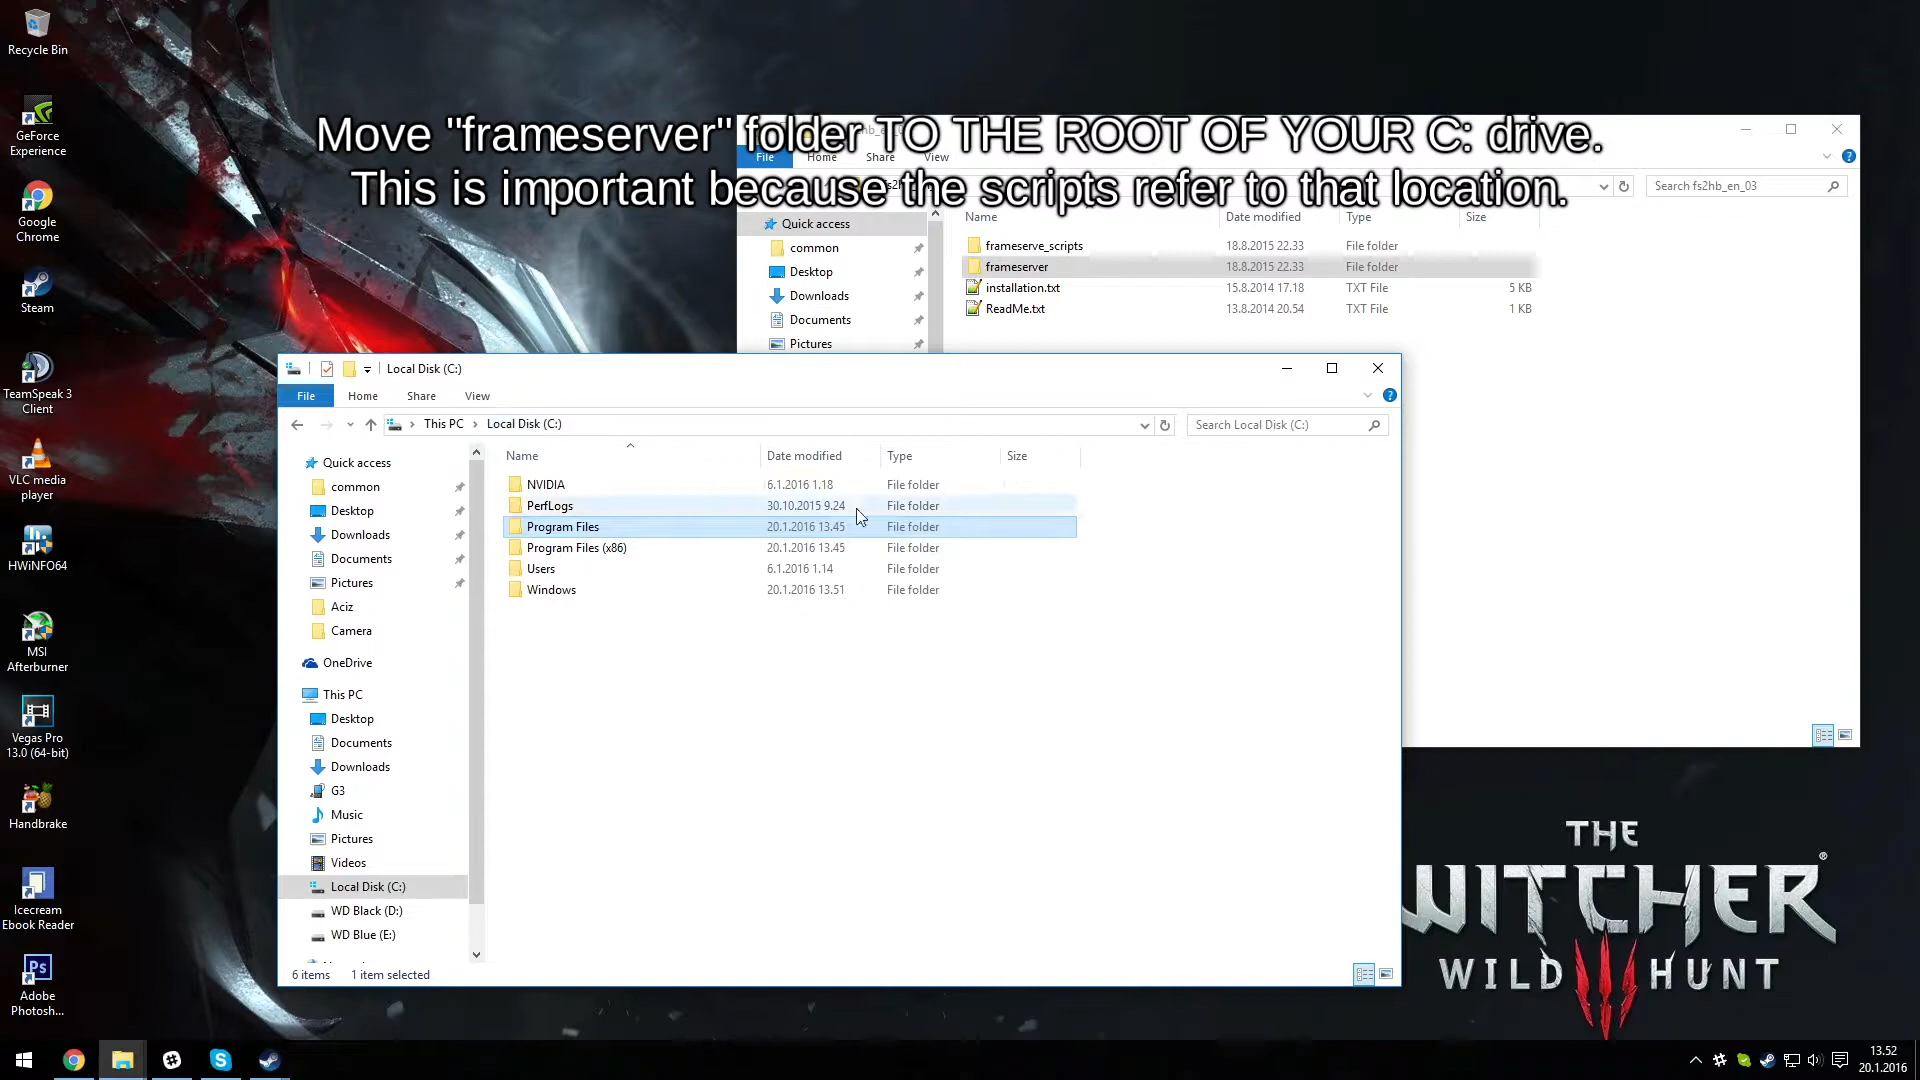 Recycle Bin
GeForce
Experience
Google
Chrome
Steam
TeamSpeak 3
Client
VLC media
player
HWiNFO64
MSI
Afterburner
Vegas Pro
13.0 (64-bit)
Handbrake
Icecream
Ebook Reader
Adobe
Photosh...
Move "frameserver" folder TO THE ROOT OF YOUR C: drive.
This is important because the scripts refer to that location.
File Home Share View
Search fs2hb_en_03
Quick access
common
Desktop
Downloads
Documents
Pictures
Name Date modified Type Size
frameserve_scripts 18.8.2015 22.33 File folder
frameserver 18.8.2015 22.33 File folder
installation.txt 15.8.2014 17.18 TXT File 5 KB
ReadMe.txt 13.8.2014 20.54 TXT File 1 KB
Local Disk (C:)
File Home Share View
This PC Local Disk (C:)
Search Local Disk (C:)
Quick access
common
Desktop
Downloads
Documents
Pictures
Aciz
Camera
OneDrive
This PC
Desktop
Documents
Downloads
G3
Music
Pictures
Videos
Local Disk (C:)
WD Black (D:)
WD Blue (E:)
Name Date modified Type Size
NVIDIA 6.1.2016 1.18 File folder
PerfLogs 30.10.2015 9.24 File folder
Program Files 20.1.2016 13.45 File folder
Program Files (x86) 20.1.2016 13.45 File folder
Users 6.1.2016 1.14 File folder
Windows 20.1.2016 13.51 File folder
6 items 1 item selected
THE
WITCHER®
WILD HUNT
13.52
20.1.2016